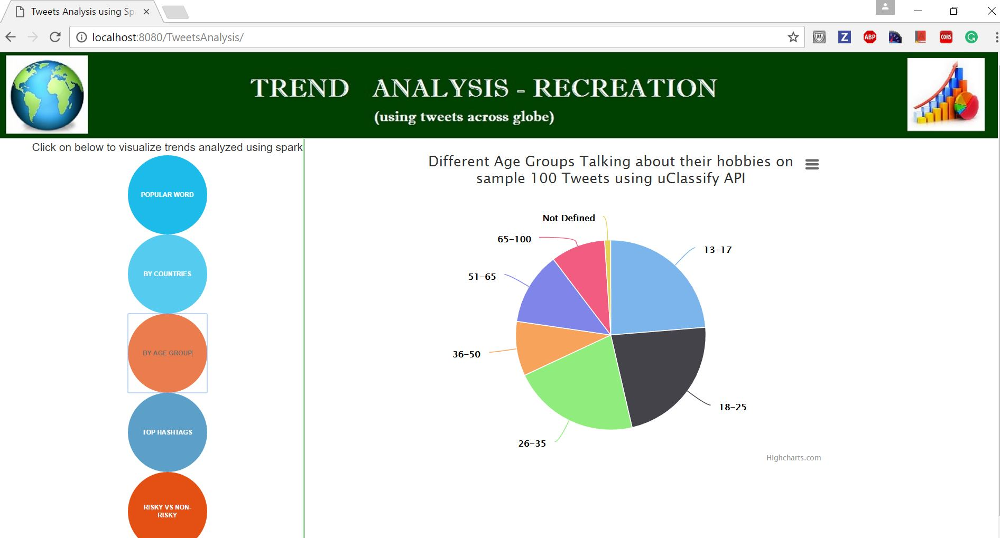 Tweets Analysis using Sp
localhost:8080/TweetsAnalysis/
M
Z
ABP
A
CORS
G
TREND ANALYSIS - RECREATION
(using tweets across globe)
Click on below to visualize trends analyzed using spark
POPULAR WORD
BY COUNTRIES
BY AGE GROUP
TOP HASHTAGS
RISKY VS NON-
RISKY
Different Age Groups Talking about their hobbies on
sample 100 Tweets using uClassify API
Not Defined
65-100
13-17
51-65
36-50
18-25
26-35
Highcharts.com